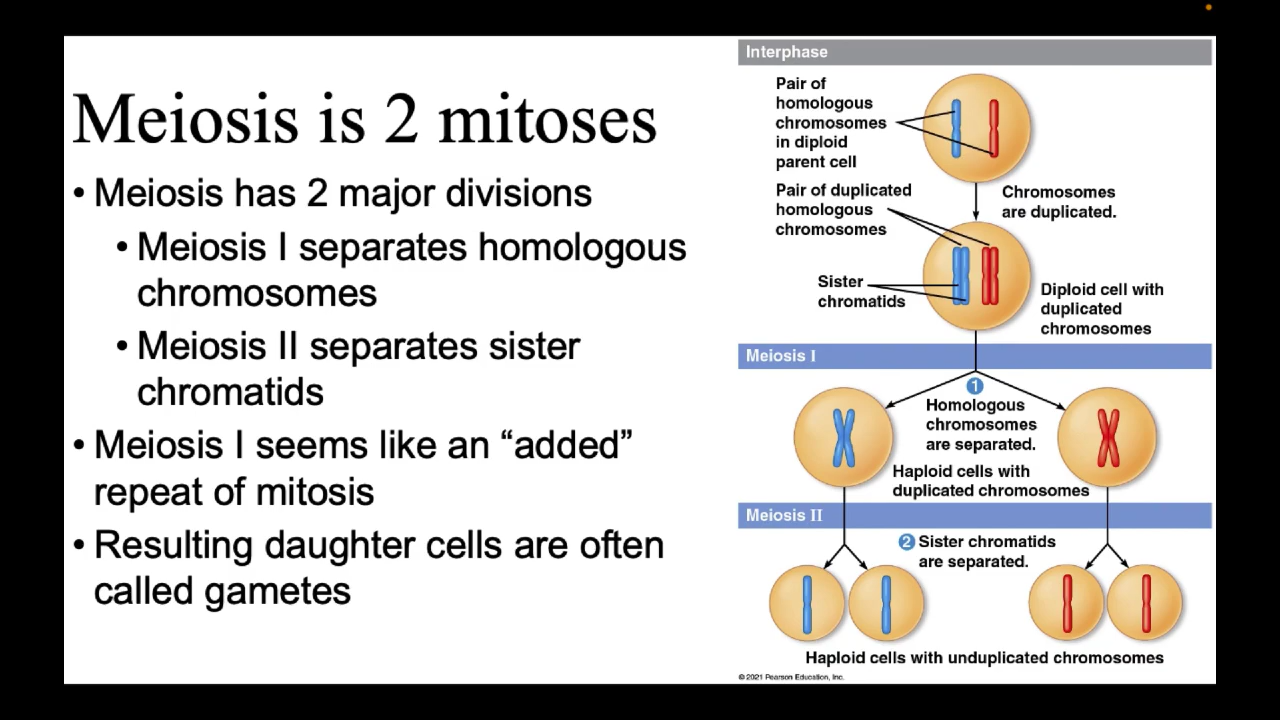 Meiosis is 2 mitoses
• Meiosis has 2 major divisions
• Meiosis I separates homologous
chromosomes
• Meiosis II separates sister
chromatids
• Meiosis I seems like an “added”
repeat of mitosis
• Resulting daughter cells are often
called gametes
Interphase
Pair of
homologous
chromosomes
in diploid
parent cell
Chromosomes
are duplicated.
Pair of duplicated
homologous
chromosomes
Sister
chromatids
Diploid cell with
duplicated
chromosomes
Meiosis I
1
Homologous
chromosomes
are separated.
Haploid cells with
duplicated chromosomes
Meiosis II
2 Sister chromatids
are separated.
Haploid cells with unduplicated chromosomes
© 2021 Pearson Education, Inc.